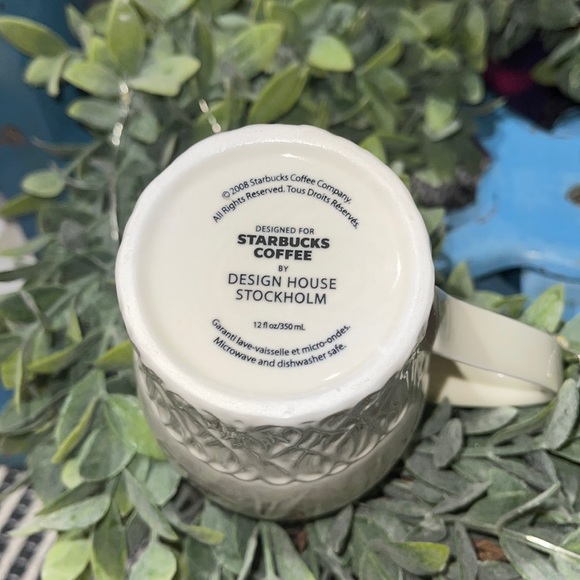 © 2008 Starbucks Coffee Company.
All Rights Reserved. Tous Droits Réservés.
DESIGNED FOR
STARBUCKS
COFFEE
BY
DESIGN HOUSE
STOCKHOLM
12 fl oz/350 mL
Garanti lave-vaisselle et micro-ondes.
Microwave and dishwasher safe.